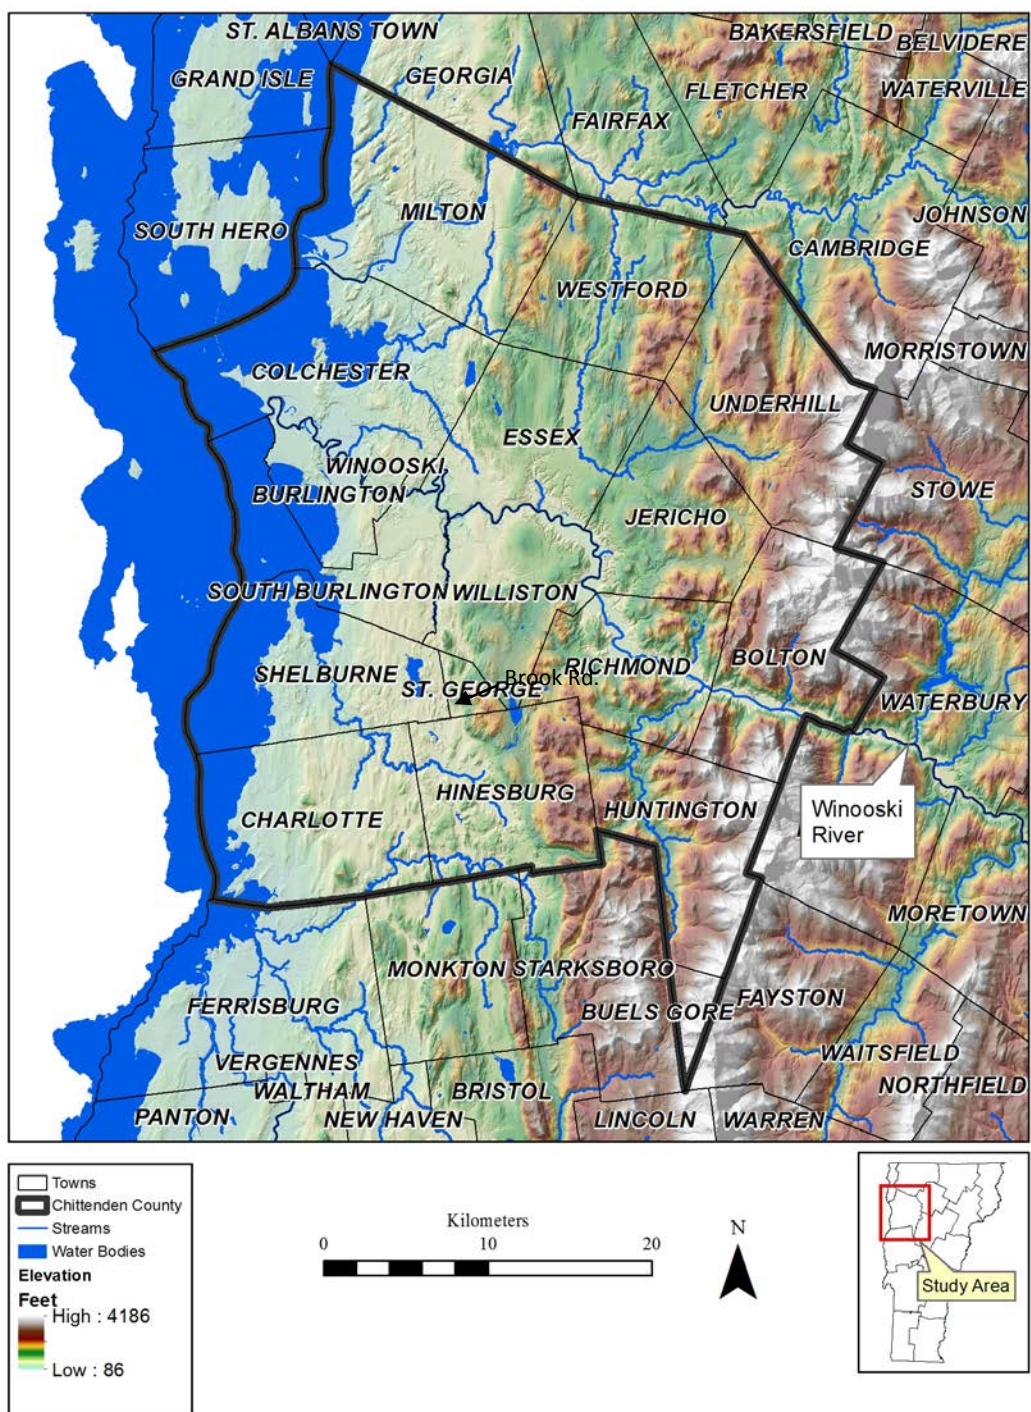 ST. ALBANS TOWN
BAKERSFIELD
BELVIDERE
GRAND ISLE
GEORGIA
FLETCHER
WATERVILLE
FAIRFAX
SOUTH HERO
MILTON
JOHNSON
CAMBRIDGE
WESTFORD
MORRISTOWN
COLCHESTER
UNDERHILL
ESSEX
WINOOSKI
BURLINGTON
STOWE
JERICHO
SOUTH BURLINGTON
WILLISTON
SHELBURNE
ST. GEORGE
Brook Rd.
RICHMOND
BOLTON
WATERBURY
HINESBURG
HUNTINGTON
CHARLOTTE
Winooski
River
MORETOWN
MONKTON
STARKSBORO
FERRISBURG
BUELS GORE
FAYSTON
VERGENNES
WAITSFIELD
WALTHAM
BRISTOL
NORTHFIELD
PANTON
NEW HAVEN
LINCOLN
WARREN
Towns
Chittenden County
Streams
Water Bodies
Elevation
Feet
High : 4186
Low : 86
Kilometers
0 10 20
N
Study Area